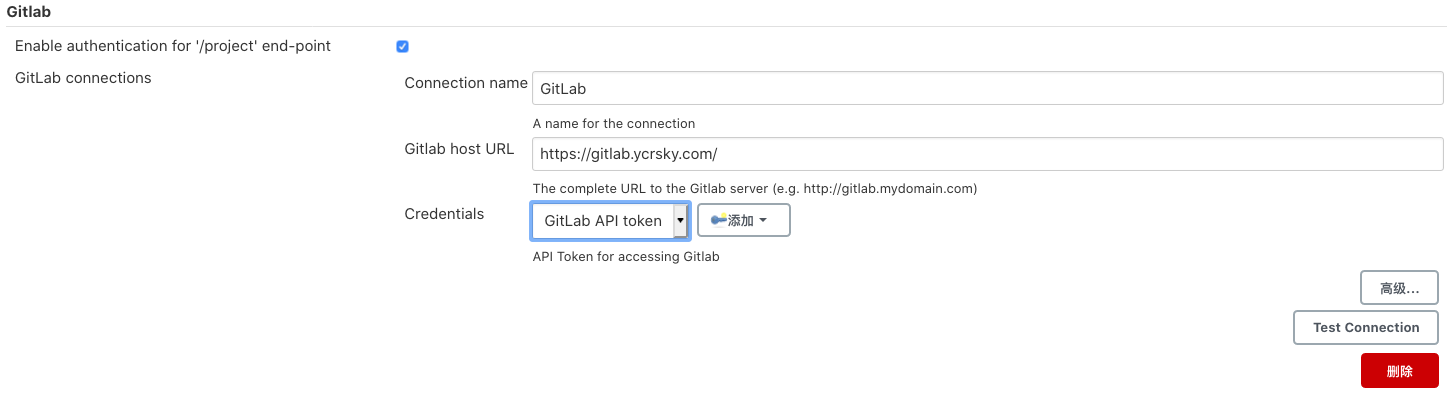 Gitlab
Enable authentication for '/project' end-point
GitLab connections
Connection name
GitLab
A name for the connection
Gitlab host URL
https://gitlab.ycrsky.com/
The complete URL to the Gitlab server (e.g. http://gitlab.mydomain.com)
Credentials
GitLab API token
添加
API Token for accessing Gitlab
高级...
Test Connection
删除